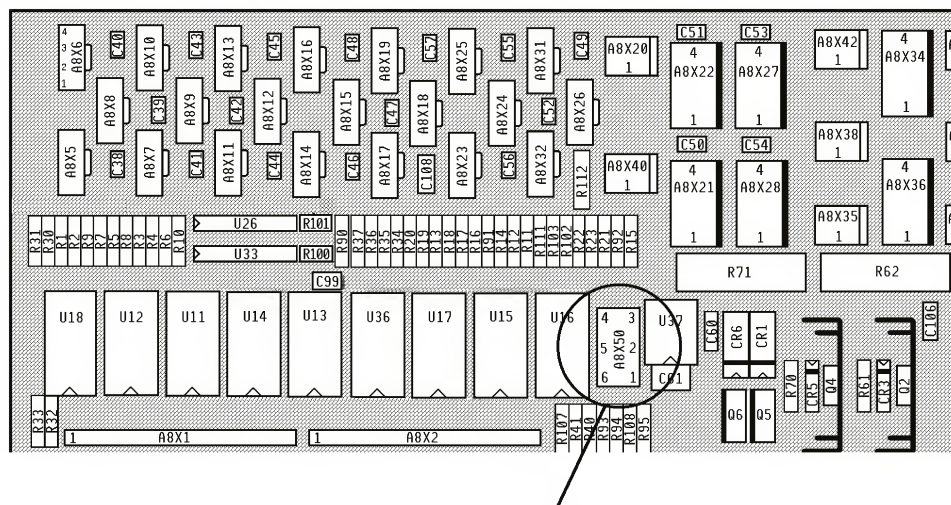 4
3
2
1
A8X6
C40
A8X10
C43
A8X13
C45
A8X16
C48
A8X19
C57
A8X25
C55
A8X31
C49
A8X20
1
C51
4
A8X22
1
C53
4
A8X27
1
A8X42
1
4
A8X34
1
A8X8
C39
A8X9
C42
A8X12
A8X15
C47
A8X18
A8X24
C52
A8X26
A8X38
1
A8X5
C38
A8X7
C41
A8X11
C44
A8X14
C46
A8X17
C108
A8X23
C56
A8X32
R112
A8X40
1
C50
4
A8X21
1
C54
4
A8X28
1
A8X35
1
4
A8X36
1
R31
R30
R1
R2
R9
R7
R5
R8
R3
R4
R6
R10
U26
R101
U33
R100
R90
R37
R36
R35
R34
R20
R19
R13
R18
R17
R16
R91
R14
R12
R11
R111
R103
R102
R22
R23
R21
R92
R15
R71
R62
C99
U18
U12
U11
U14
U13
U36
U17
U15
U16
4 3
5 2
6 1
A8X50
U37
C61
C60
CR6
CR1
C106
R70
CR5
Q4
R61
CR3
Q2
Q6
Q5
R33
R32
1 A8X1
1 A8X2
R107
R41
R40
R93
R94
R108
R95